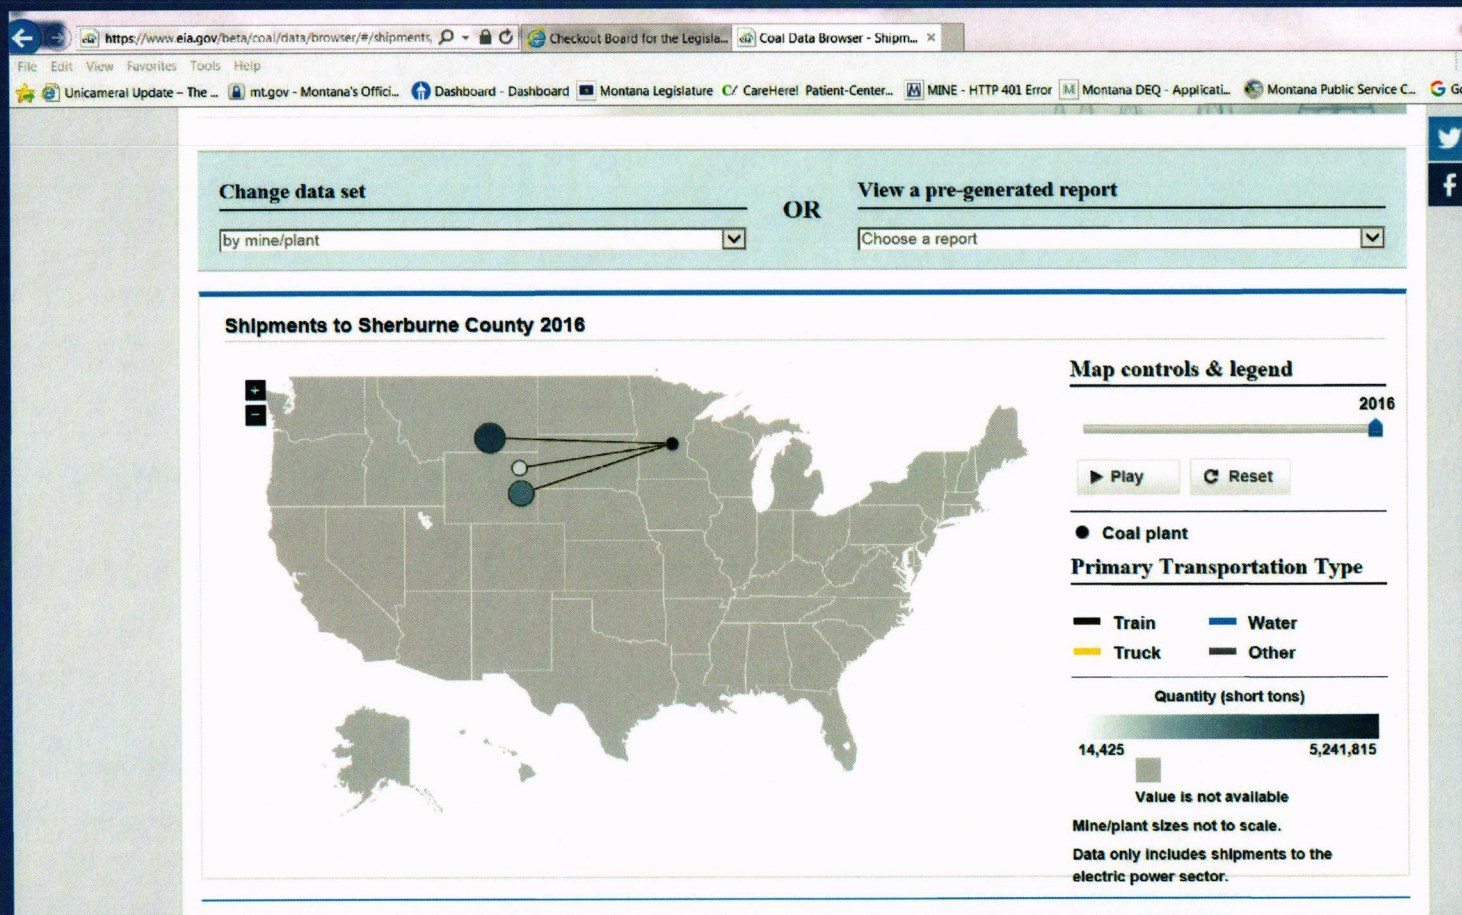 https://www.eia.gov/beta/coal/data/browser/#/shipments,
Checkout Board for the Legisla...
Coal Data Browser - Shipm... ×
File Edit View Favorites Tools Help
Unicameral Update – The ...
mt.gov - Montana's Offici...
Dashboard - Dashboard
Montana Legislature
CareHere! Patient-Center...
MINE - HTTP 401 Error
Montana DEQ - Applicati...
Montana Public Service C...
Change data set
by mine/plant
OR
View a pre-generated report
Choose a report
Shipments to Sherburne County 2016
+
−
Map controls & legend
2016
Play
Reset
Coal plant
Primary Transportation Type
Train
Water
Truck
Other
Quantity (short tons)
14,425
5,241,815
Value is not available
Mine/plant sizes not to scale.
Data only includes shipments to the
electric power sector.